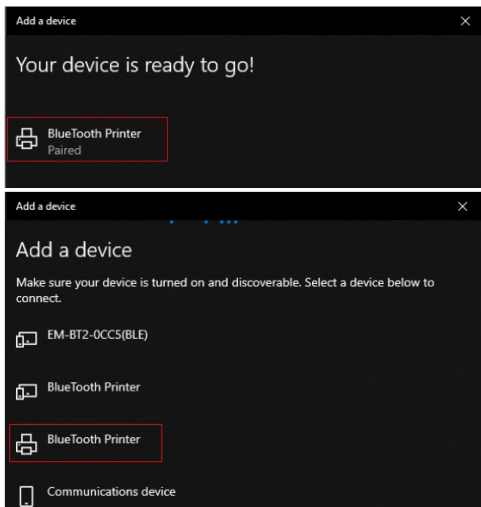 Add a device
Your device is ready to go!
BlueTooth Printer
Paired
Add a device
Add a device
Make sure your device is turned on and discoverable. Select a device below to
connect.
EM-BT2-0CC5(BLE)
BlueTooth Printer
BlueTooth Printer
Communications device